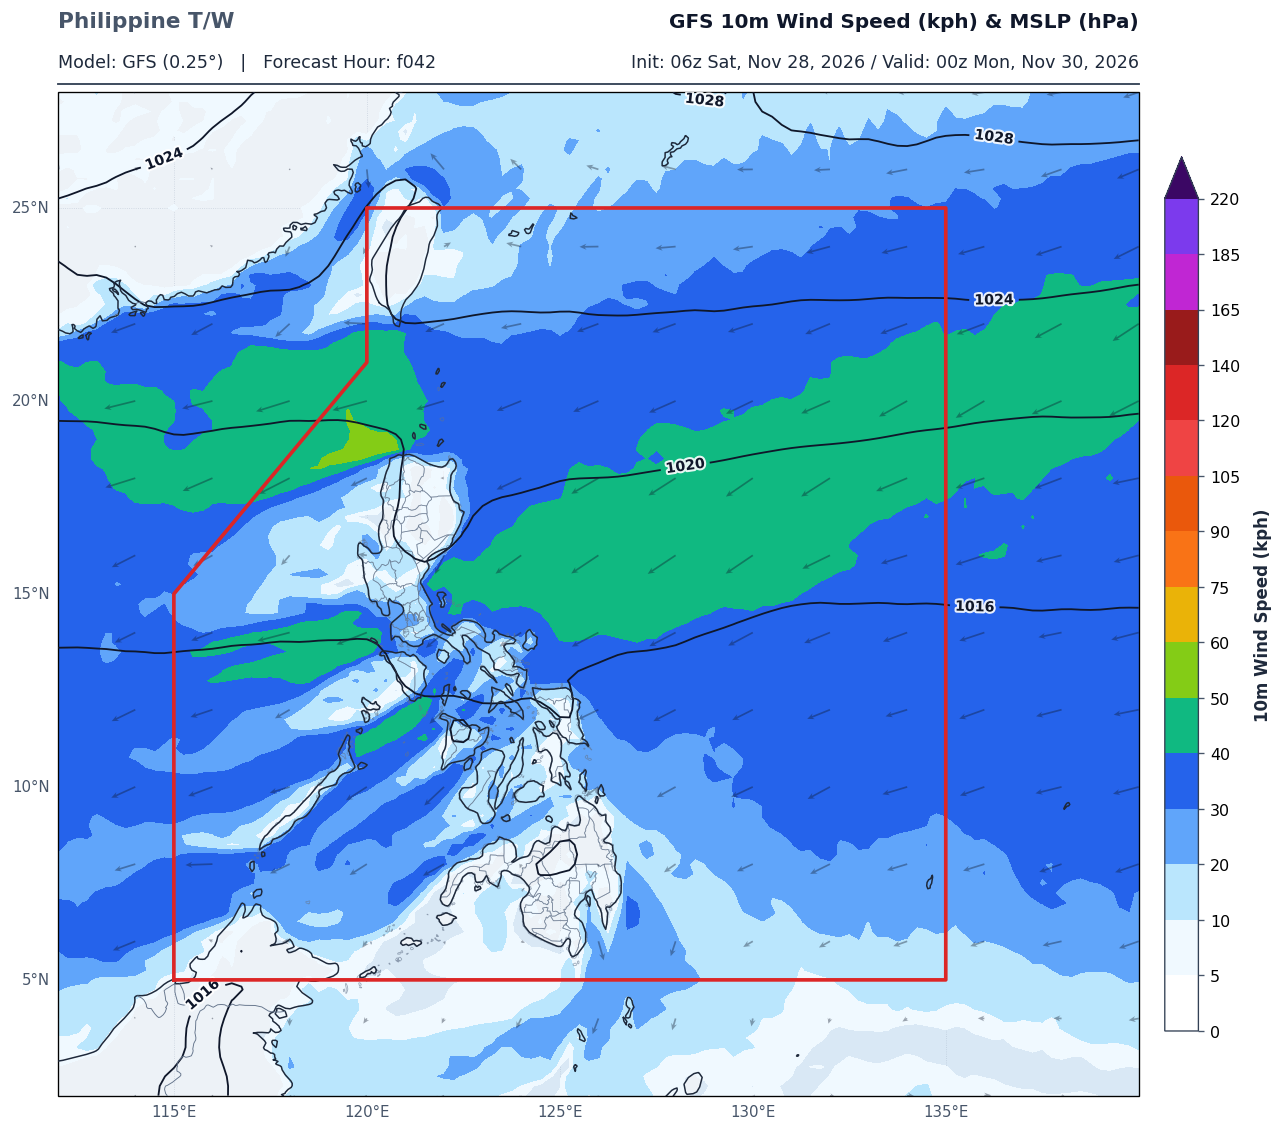 Philippine T/W
GFS 10m Wind Speed (kph) & MSLP (hPa)
Model: GFS (0.25°) | Forecast Hour: f042
Init: 06z Sat, Nov 28, 2026 / Valid: 00z Mon, Nov 30, 2026
1028
1028
1024
1024
1020
1016
1016
25°N
20°N
15°N
10°N
5°N
115°E
120°E
125°E
130°E
135°E
220
185
165
140
120
105
90
75
60
50
40
30
20
10
5
0
10m Wind Speed (kph)